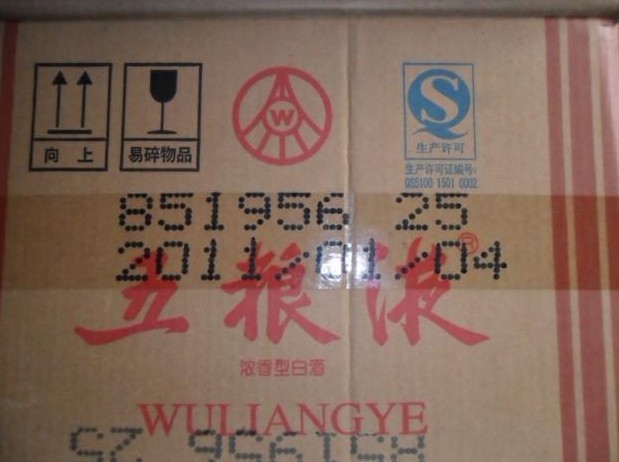 向 上
易碎物品
W
S
生产许可
生产许可证编号:
QS5100 1501 0002
851956 25
2011/01/04
五粮液®
浓香型白酒
WULIANGYE